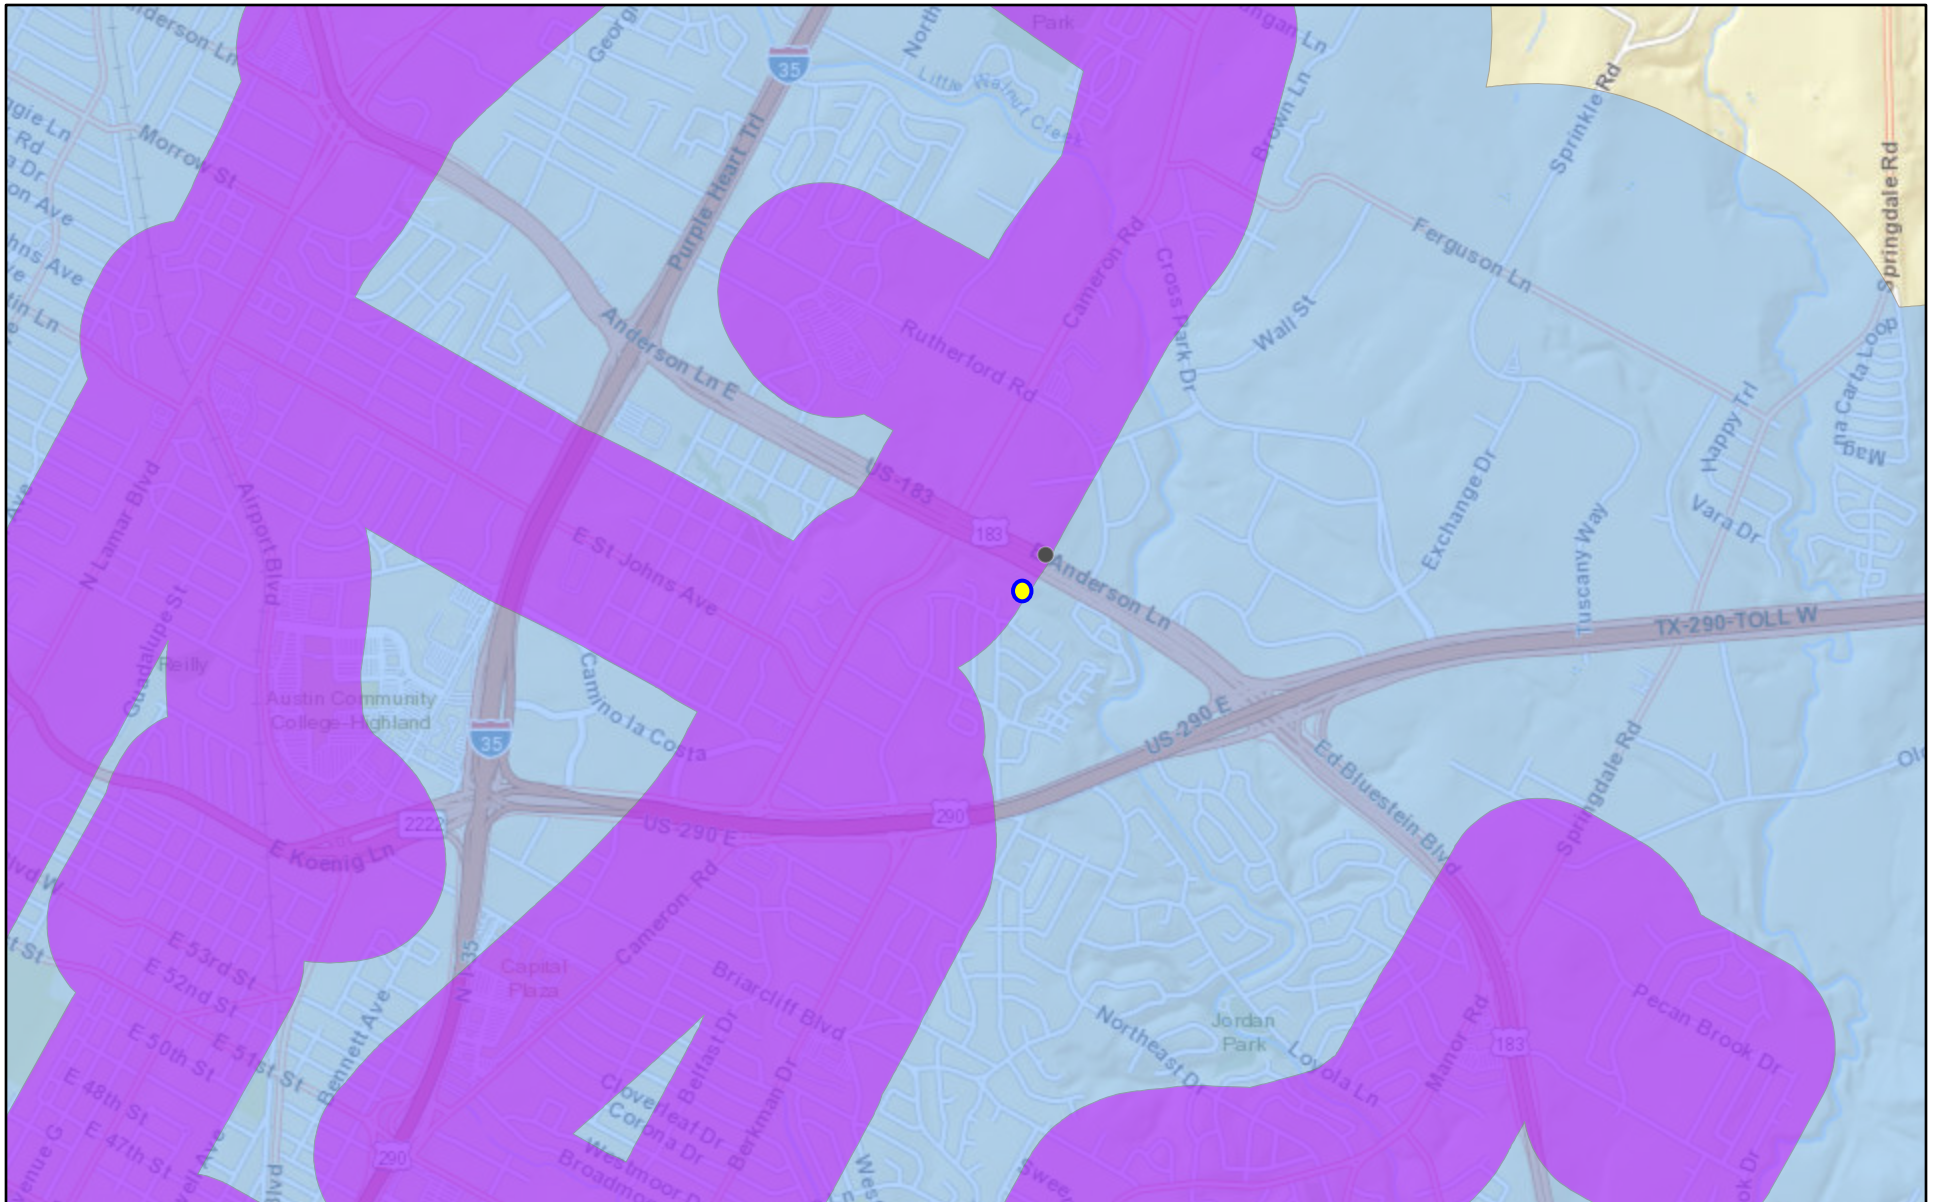 Park
35
Little Walnut Creek
Brown Ln
Sprinkle Rd
Springdale Rd
Morrow St
Purple Heart Trl
Ferguson Ln
Cameron Rd
Cross Park Dr
Wall St
Anderson Ln E
Rutherford Rd
Happy Trl
US-183
183
N Lamar Blvd
Airport Blvd
E St Johns Ave
Exchange Dr
Tuscany Way
Vara Dr
Anderson Ln
TX-290-TOLL W
Guadalupe St
Reilly
Austin Community
College-Highland
Camino la Costa
35
US-290 E
Ed Bluestein Blvd
Springdale Rd
2222
E Koenig Ln
US-290 E
290
Cameron Rd
E 53rd St
E 52nd St
E 51st St
E 50th St
E 48th St
E 47th St
Bennett Ave
N I-35
Capital
Plaza
Briarcliff Blvd
Belfast Dr
Cloverleaf Dr
Corona Dr
Berkman Dr
290
Northeast Dr
Jordan
Park
Loyola Ln
Manor Rd
183
Pecan Brook Dr